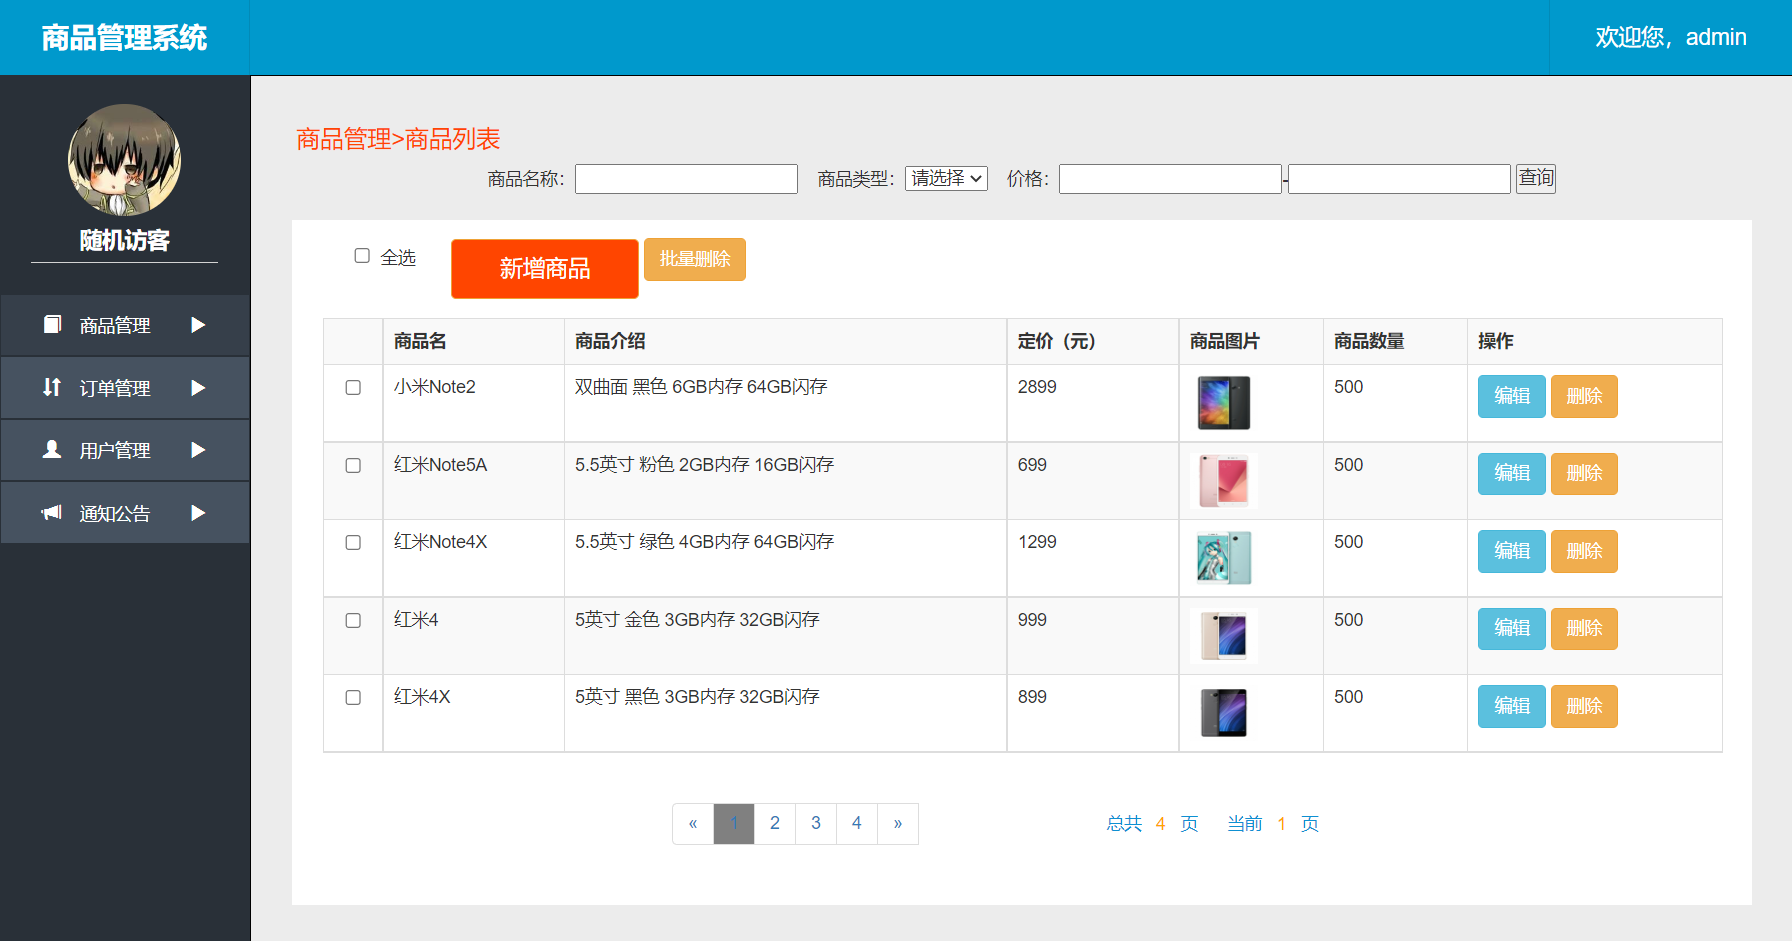 商品管理系统
欢迎您，admin
随机访客
商品管理
订单管理
用户管理
通知公告
商品管理>商品列表
商品名称： 商品类型： 请选择 价格： - 查询
全选 新增商品 批量删除
商品名 商品介绍 定价（元） 商品图片 商品数量 操作
小米Note2 双曲面 黑色 6GB内存 64GB闪存 2899 500 编辑 删除
红米Note5A 5.5英寸 粉色 2GB内存 16GB闪存 699 500 编辑 删除
红米Note4X 5.5英寸 绿色 4GB内存 64GB闪存 1299 500 编辑 删除
红米4 5英寸 金色 3GB内存 32GB闪存 999 500 编辑 删除
红米4X 5英寸 黑色 3GB内存 32GB闪存 899 500 编辑 删除
« 1 2 3 4 » 总共 4 页 当前 1 页